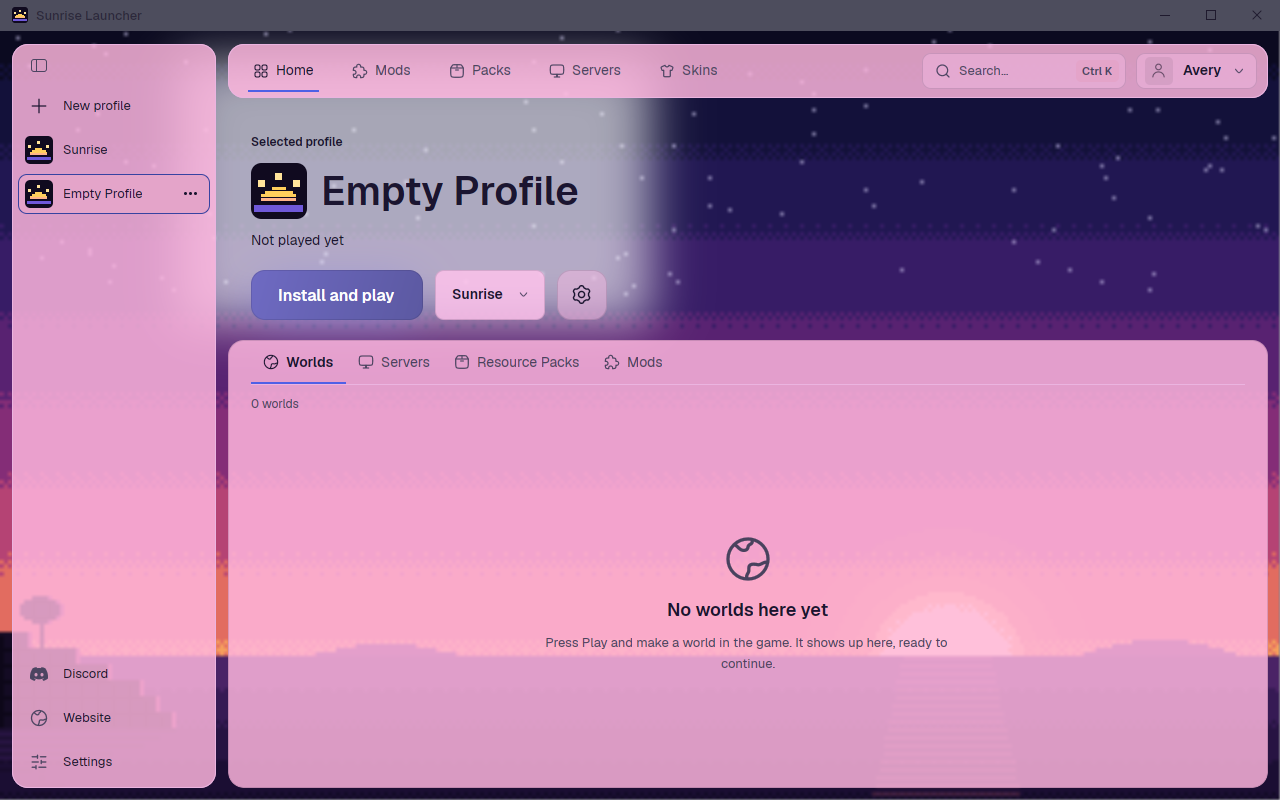 Sunrise Launcher
Home
Mods
Packs
Servers
Skins
Search...
Ctrl K
Avery
New profile
Sunrise
Empty Profile
Discord
Website
Settings
Selected profile
Empty Profile
Not played yet
Install and play
Sunrise
Worlds
Servers
Resource Packs
Mods
0 worlds
No worlds here yet
Press Play and make a world in the game. It shows up here, ready to
continue.